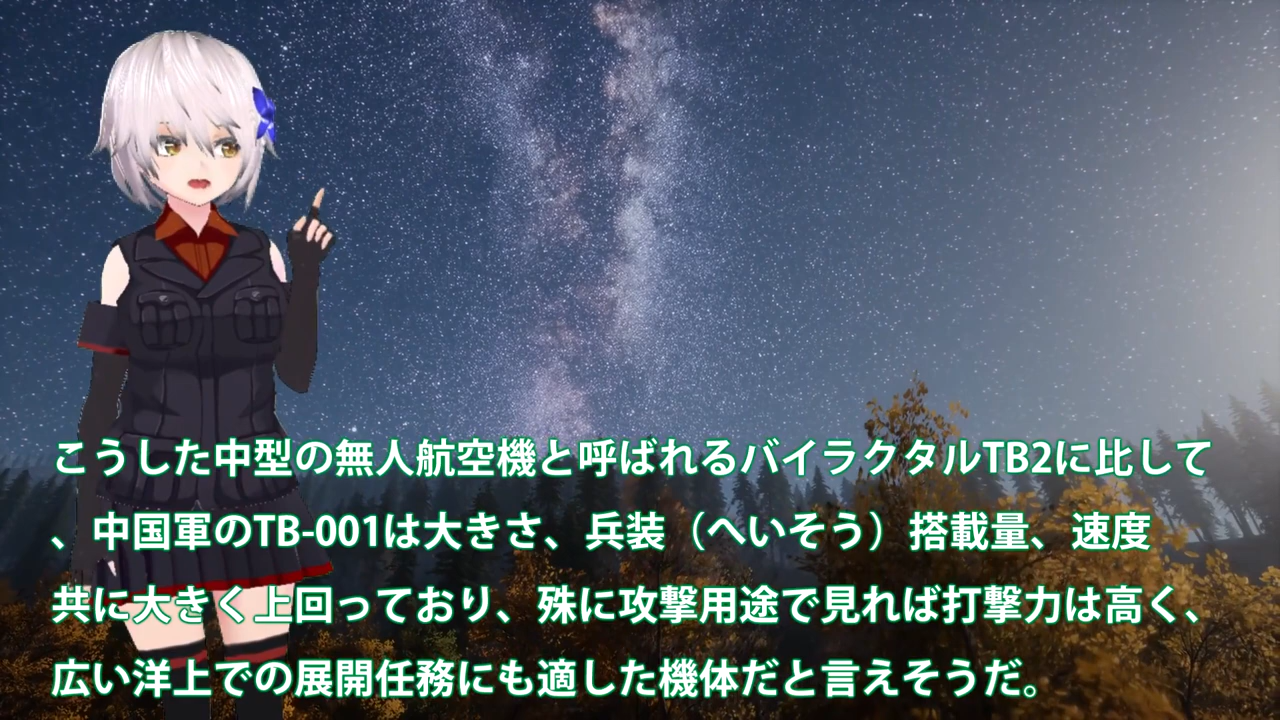 こうした中型の無人航空機と呼ばれるバイラクタルTB2に比して
、中国軍のTB-001は大きさ、兵装（へいそう）搭載量、速度
共に大きく上回っており、殊に攻撃用途で見れば打撃力は高く、
広い洋上での展開任務にも適した機体だと言えそうだ。